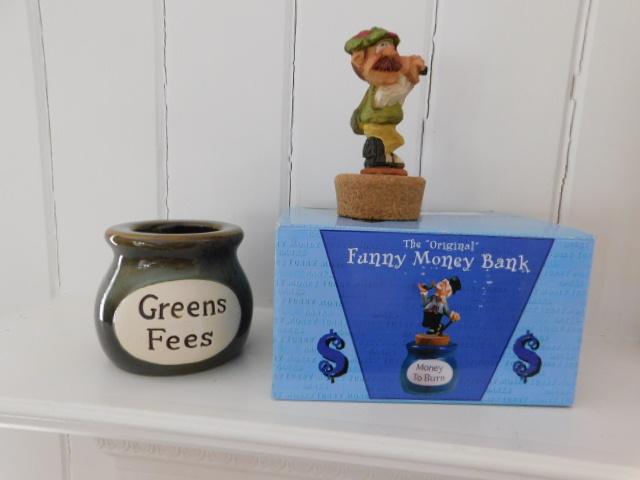 Greens
Fees
The "Original"
Funny Money Bank
$ $
Money
To Burn